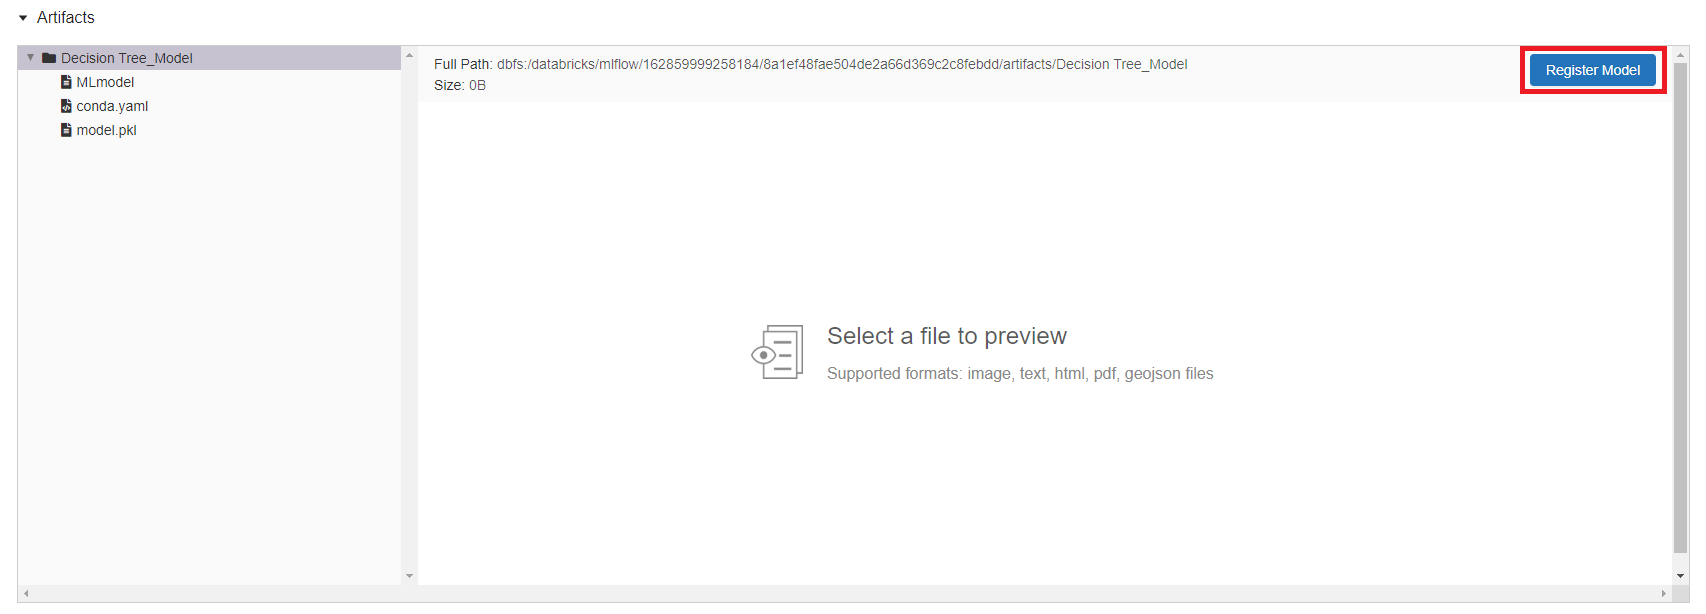 Artifacts
Decision Tree_Model
MLmodel
conda.yaml
model.pkl
Full Path: dbfs:/databricks/mlflow/162859999258184/8a1ef48fae504de2a66d369c2c8febdd/artifacts/Decision Tree_Model
Size: 0B
Register Model
Select a file to preview
Supported formats: image, text, html, pdf, geojson files